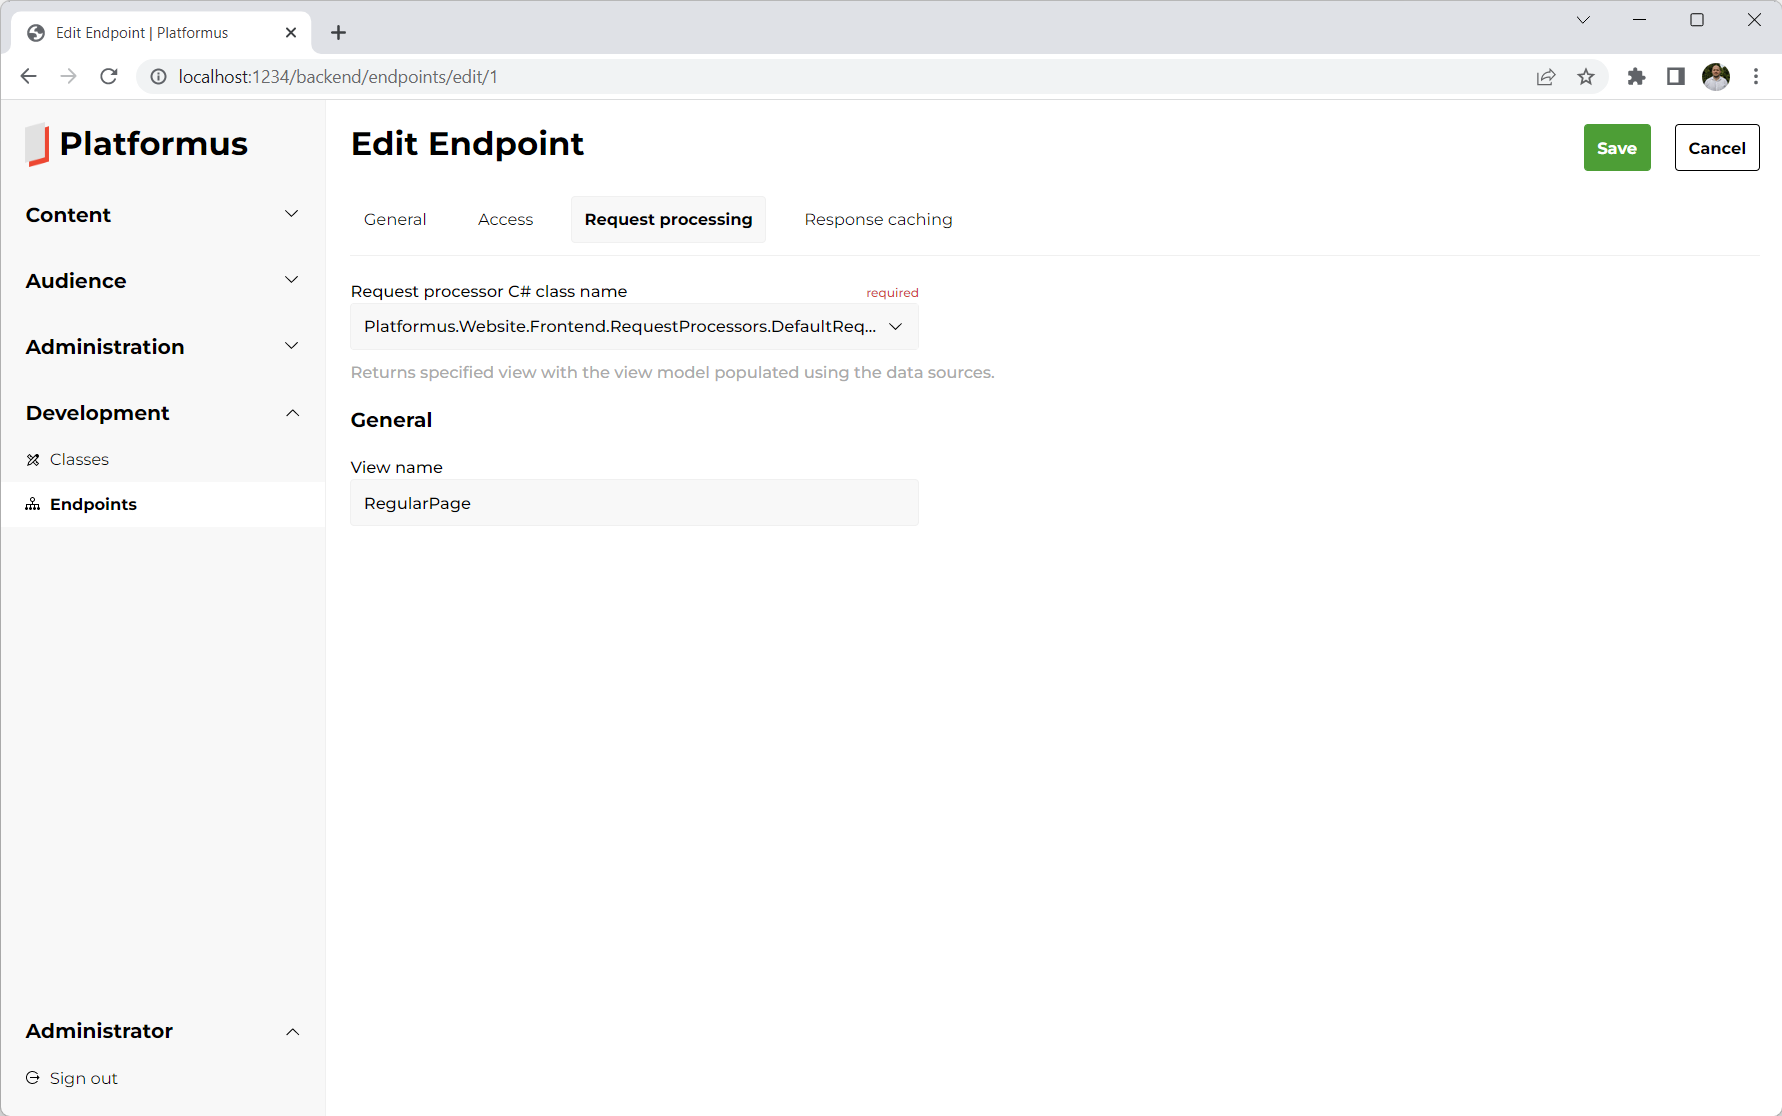 Edit Endpoint | Platformus
localhost:1234/backend/endpoints/edit/1
Platformus
Content
Audience
Administration
Development
Classes
Endpoints
Administrator
Sign out
Edit Endpoint
Save
Cancel
General
Access
Request processing
Response caching
Request processor C# class name
required
Platformus.Website.Frontend.RequestProcessors.DefaultReq...
Returns specified view with the view model populated using the data sources.
General
View name
RegularPage